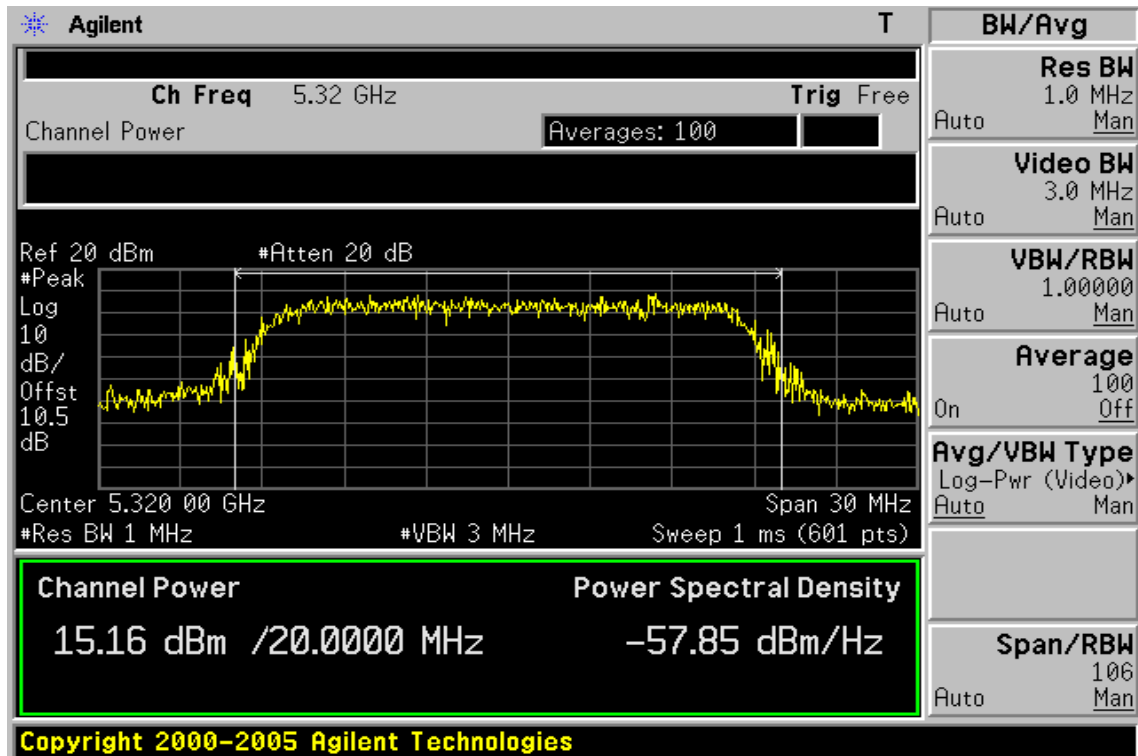 Agilent T
Ch Freq 5.32 GHz Trig Free
Channel Power Averages: 100
Ref 20 dBm #Atten 20 dB
#Peak
Log
10
dB/
Offst
10.5
dB
Center 5.320 00 GHz Span 30 MHz
#Res BW 1 MHz #VBW 3 MHz Sweep 1 ms (601 pts)
Channel Power Power Spectral Density
15.16 dBm /20.0000 MHz -57.85 dBm/Hz
Copyright 2000-2005 Agilent Technologies
BW/Avg
Res BW
1.0 MHz
Auto Man
Video BW
3.0 MHz
Auto Man
VBW/RBW
1.00000
Auto Man
Average
100
On Off
Avg/VBW Type
Log-Pwr (Video)
Auto Man
Span/RBW
106
Auto Man